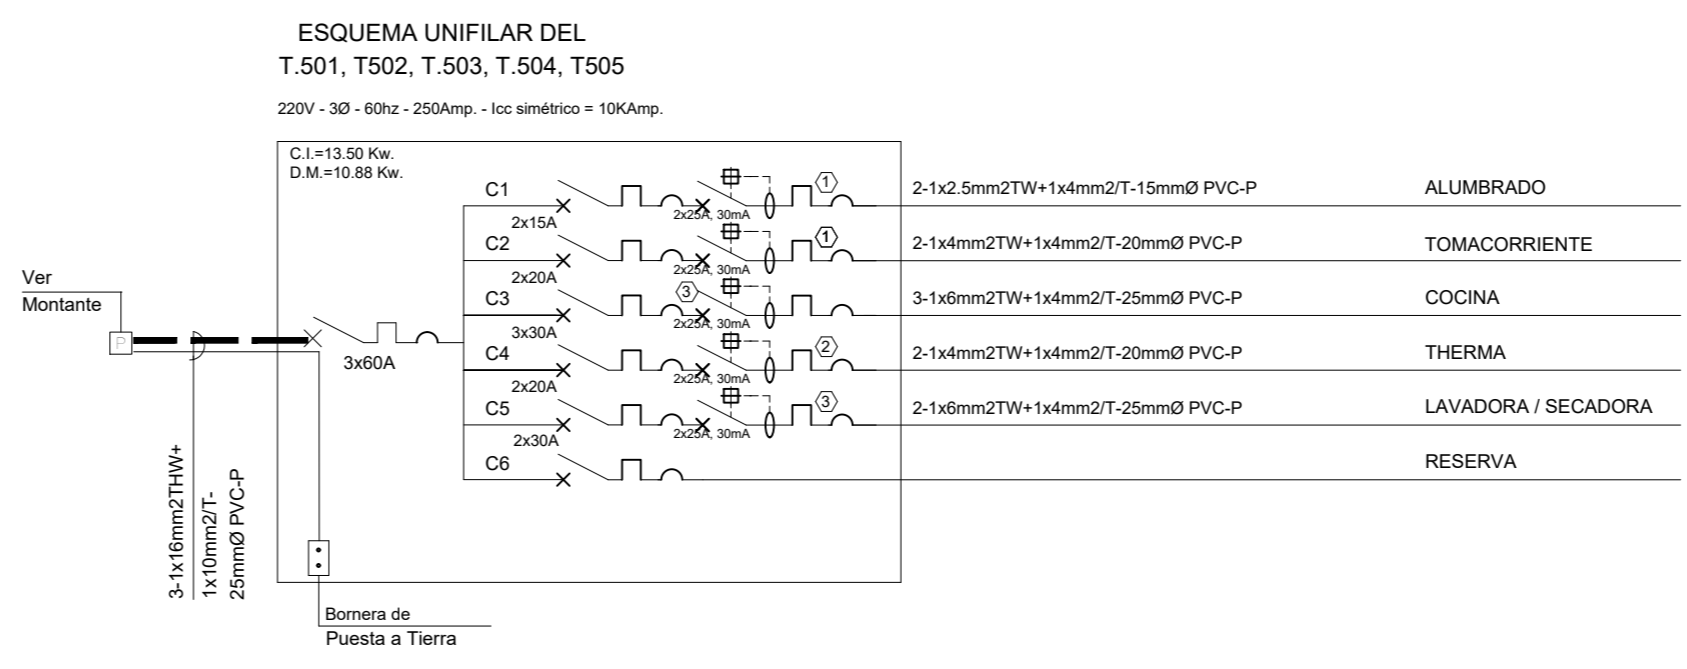 ESQUEMA UNIFILAR DEL
T.501, T502, T.503, T.504, T505
220V - 3Ø - 60hz - 250Amp. - Icc simétrico = 10KAmp.
C.I.=13.50 Kw.
D.M.=10.88 Kw.
C1
1
2-1x2.5mm2TW+1x4mm2/T-15mmØ PVC-P
ALUMBRADO
2x15A
2x25A, 30mA
C2
1
2-1x4mm2TW+1x4mm2/T-20mmØ PVC-P
TOMACORRIENTE
2x20A
2x25A, 30mA
C3
3
3-1x6mm2TW+1x4mm2/T-25mmØ PVC-P
COCINA
3x30A
2x25A, 30mA
C4
2
2-1x4mm2TW+1x4mm2/T-20mmØ PVC-P
THERMA
2x20A
2x25A, 30mA
C5
3
2-1x6mm2TW+1x4mm2/T-25mmØ PVC-P
LAVADORA / SECADORA
2x30A
2x25A, 30mA
C6
RESERVA
Ver
Montante
P
3x60A
3-1x16mm2THW+
1x10mm2/T-
25mmØ PVC-P
Bornera de
Puesta a Tierra